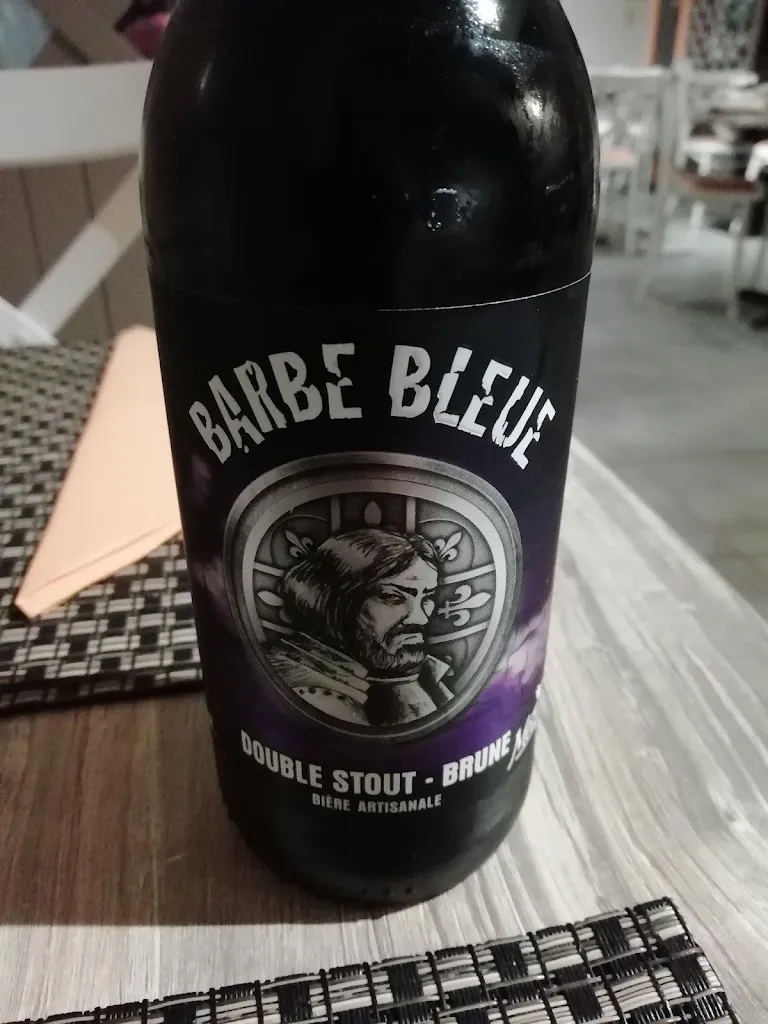 BARBE BLEUE
DOUBLE STOUT - BRUNE
BIÈRE ARTISANALE